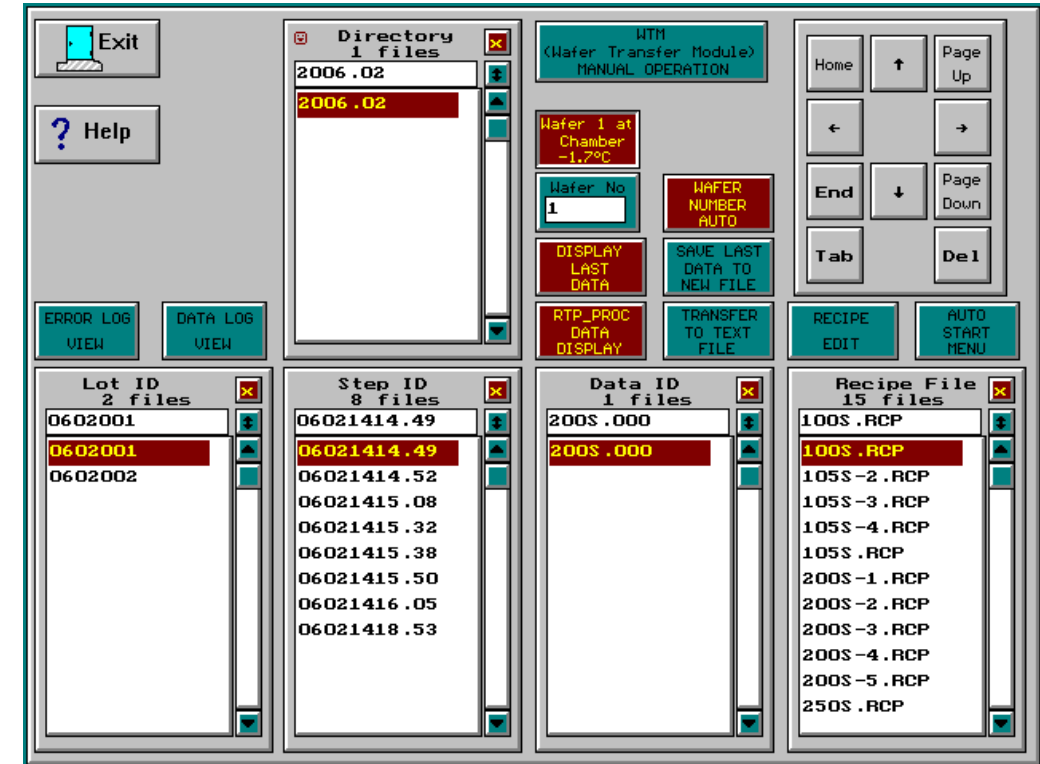 Exit
Help
Directory
1 files
2006.02
2006.02
WTM
(Wafer Transfer Module)
MANUAL OPERATION
Wafer 1 at
Chamber
-1.7°C
Wafer No
1
WAFER
NUMBER
AUTO
DISPLAY
LAST
DATA
SAVE LAST
DATA TO
NEW FILE
RTP_PROC
DATA
DISPLAY
TRANSFER
TO TEXT
FILE
Home
↑
Page
Up
←
→
End
↓
Page
Down
Tab
Del
ERROR LOG
VIEW
DATA LOG
VIEW
RECIPE
EDIT
AUTO
START
MENU
Lot ID
2 files
0602001
0602001
0602002
Step ID
8 files
06021414.49
06021414.49
06021414.52
06021415.08
06021415.32
06021415.38
06021415.50
06021416.05
06021418.53
Data ID
1 files
200S.000
200S.000
Recipe File
15 files
100S.RCP
100S.RCP
105S-2.RCP
105S-3.RCP
105S-4.RCP
105S.RCP
200S-1.RCP
200S-2.RCP
200S-3.RCP
200S-4.RCP
200S-5.RCP
250S.RCP